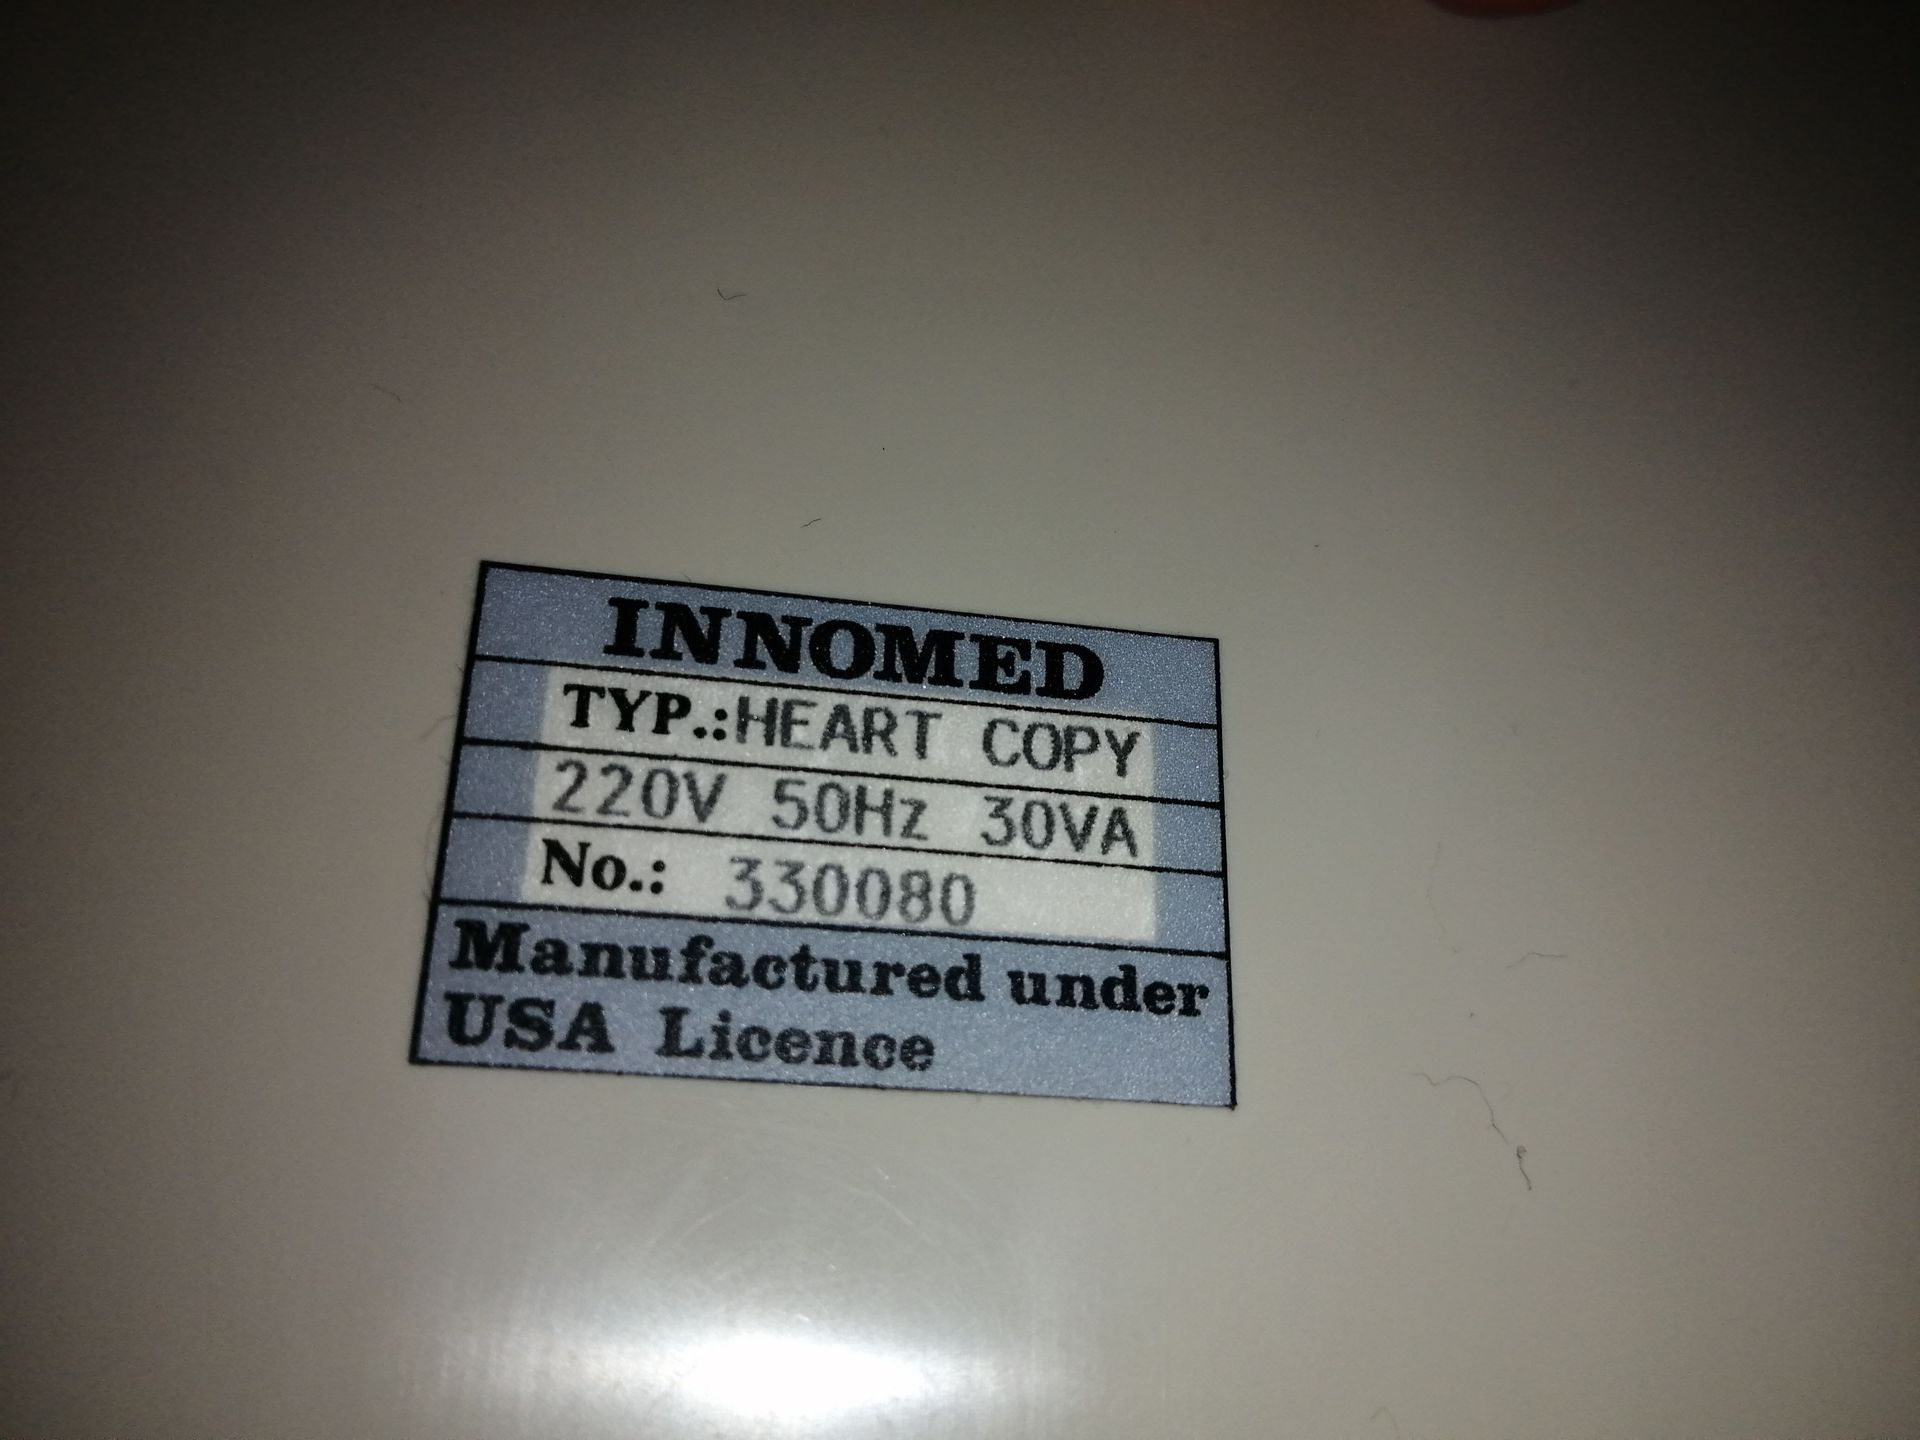 INNOMED
TYP.:HEART COPY
220V 50Hz 30VA
No.: 330080
Manufactured under
USA Licence